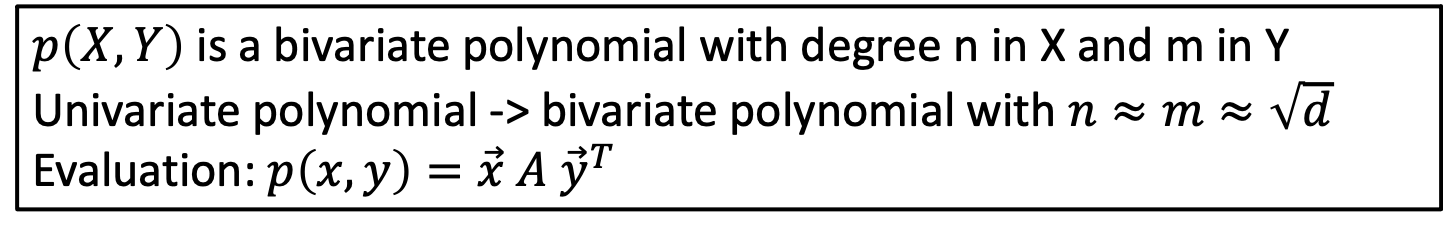 p(X, Y) is a bivariate polynomial with degree n in X and m in Y
Univariate polynomial -> bivariate polynomial with n ≈ m ≈ √d
Evaluation: p(x, y) = x⃗ A y⃗ᵀ